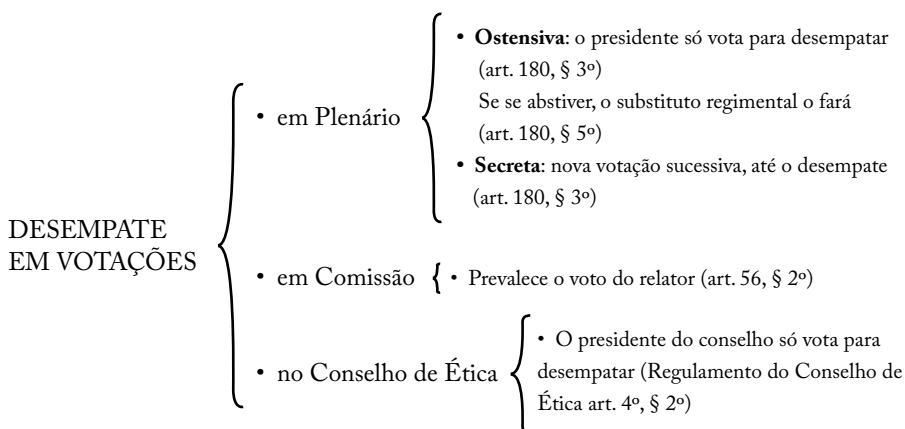 DESEMPATE
EM VOTAÇÕES
• em Plenário
• Ostensiva: o presidente só vota para desempatar
(art. 180, § 3º)
Se se abstiver, o substituto regimental o fará
(art. 180, § 5º)
• Secreta: nova votação sucessiva, até o desempate
(art. 180, § 3º)
• em Comissão
• Prevalece o voto do relator (art. 56, § 2º)
• no Conselho de Ética
• O presidente do conselho só vota para
desempatar (Regulamento do Conselho de
Ética art. 4º, § 2º)